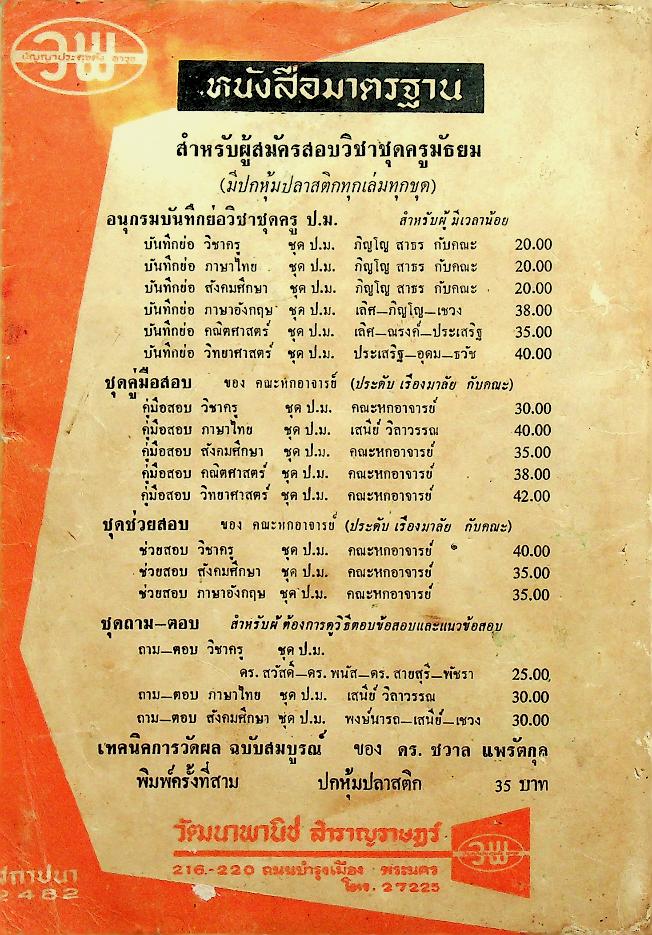 วพ
หนังสือมาตรฐาน
สำหรับผู้สมัครสอบวิชาชุดครูมัธยม
(มีปกหุ้มปลาสติกทุกเล่มทุกชุด)
อนุกรมบันทึกย่อวิชาชุดครู ป.ม. สำหรับผู้มีเวลาน้อย
บันทึกย่อ วิชาครู ชุด ป.ม. ภิญโญ สาธร กับคณะ 20.00
บันทึกย่อ ภาษาไทย ชุด ป.ม. ภิญโญ สาธร กับคณะ 20.00
บันทึกย่อ สังคมศึกษา ชุด ป.ม. ภิญโญ สาธร กับคณะ 20.00
บันทึกย่อ ภาษาอังกฤษ ชุด ป.ม. เลิศ—ภิญโญ—เชวง 38.00
บันทึกย่อ คณิตศาสตร์ ชุด ป.ม. เลิศ—ณรงค์—ประเสริฐ 35.00
บันทึกย่อ วิทยาศาสตร์ ชุด ป.ม. ประเสริฐ—อุดม—ธวัช 40.00
ชุดคู่มือสอบ ของ คณะหกอาจารย์ (ประดับ เรืองมาลัย กับคณะ)
คู่มือสอบ วิชาครู ชุด ป.ม. คณะหกอาจารย์ 30.00
คู่มือสอบ ภาษาไทย ชุด ป.ม. เสนีย์ วิลาวรรณ 40.00
คู่มือสอบ สังคมศึกษา ชุด ป.ม. คณะหกอาจารย์ 35.00
คู่มือสอบ คณิตศาสตร์ ชุด ป.ม. คณะหกอาจารย์ 38.00
คู่มือสอบ วิทยาศาสตร์ ชุด ป.ม. คณะหกอาจารย์ 42.00
ชุดช่วยสอบ ของ คณะหกอาจารย์ (ประดับ เรืองมาลัย กับคณะ)
ช่วยสอบ วิชาครู ชุด ป.ม. คณะหกอาจารย์ 40.00
ช่วยสอบ สังคมศึกษา ชุด ป.ม. คณะหกอาจารย์ 35.00
ช่วยสอบ ภาษาอังกฤษ ชุด ป.ม. คณะหกอาจารย์ 35.00
ชุดถาม—ตอบ สำหรับผู้ต้องการดูวิธีตอบข้อสอบและแนวข้อสอบ
ถาม—ตอบ วิชาครู ชุด ป.ม.
ดร. สวัสดิ์—ดร. พนัส—ดร. สายสุรี—พัชรา 25.00
ถาม—ตอบ ภาษาไทย ชุด ป.ม. เสนีย์ วิลาวรรณ 30.00
ถาม—ตอบ สังคมศึกษา ชุด ป.ม. พงษ์นารถ—เสนีย์—เชวง 30.00
เทคนิคการวัดผล ฉบับสมบูรณ์ ของ ดร. ชวาล แพรัตกุล
พิมพ์ครั้งที่สาม ปกหุ้มปลาสติก 35 บาท
วัฒนาพานิช สำราญราษฎร์
216-220 ถนนบำรุงเมือง พระนคร
โทร. 27225
วพ
สถาปนา
2482